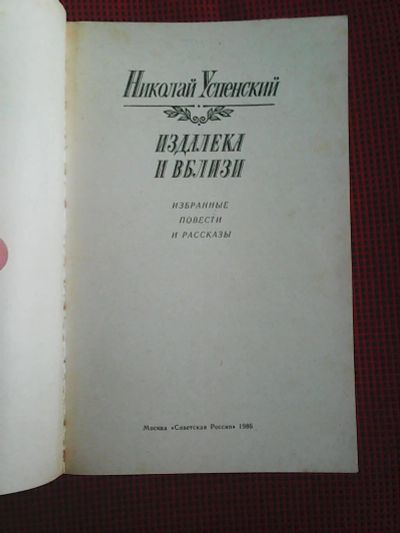 Николай Успенский
ИЗДАЛЕКА
И ВБЛИЗИ
ИЗБРАННЫЕ
ПОВЕСТИ
И РАССКАЗЫ
Москва «Советская Россия» 1986